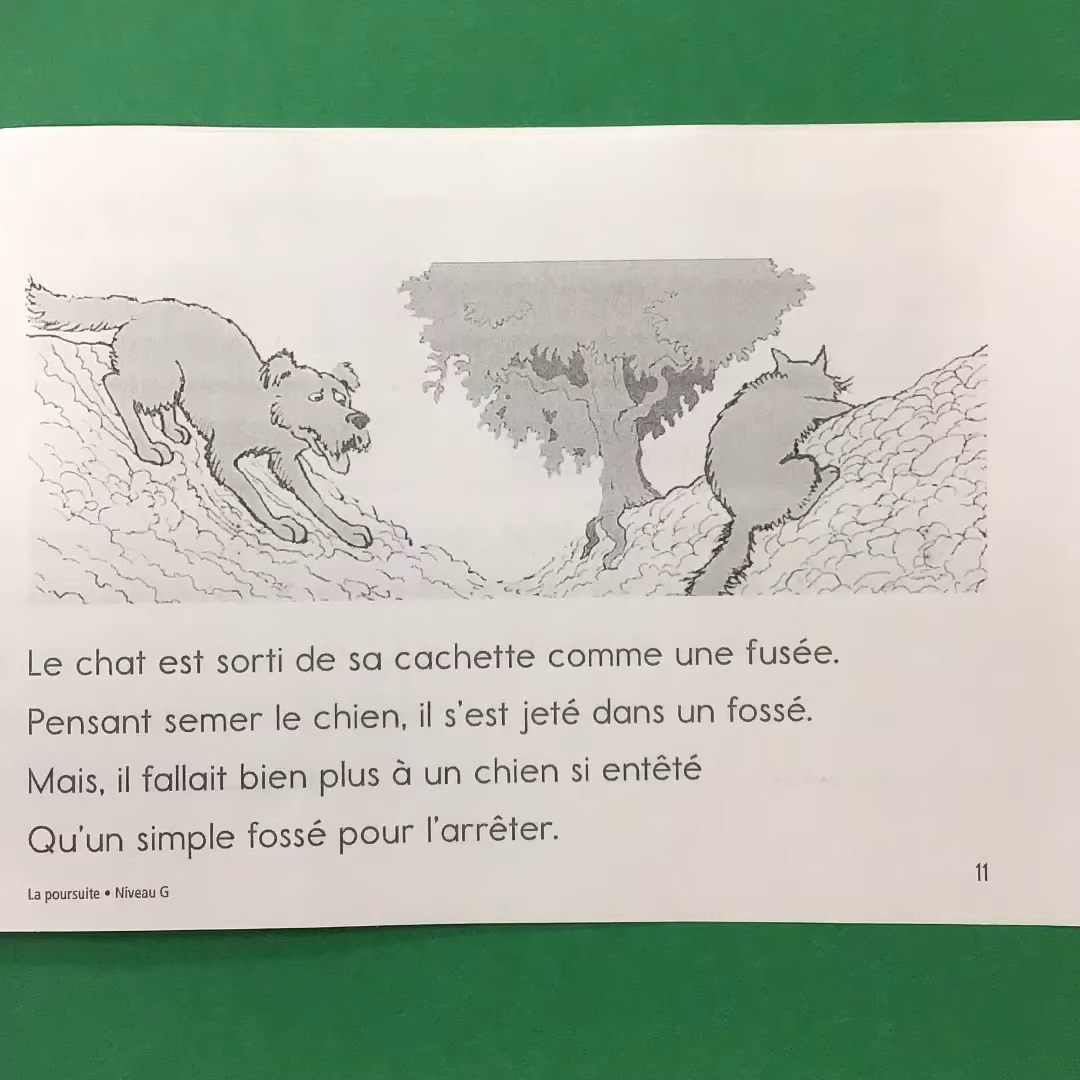 Le chat est sorti de sa cachette comme une fusée.
Pensant semer le chien, il s'est jeté dans un fossé.
Mais, il fallait bien plus à un chien si entêté
Qu'un simple fossé pour l'arrêter.
11
La poursuite • Niveau G